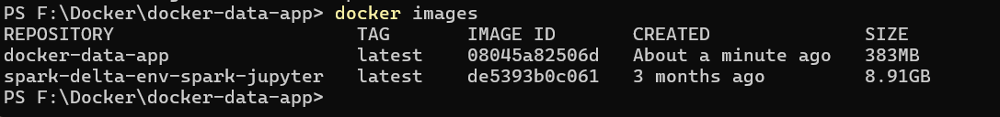 PS F:\Docker\docker-data-app> docker images
REPOSITORY TAG IMAGE ID CREATED SIZE
docker-data-app latest 08045a82506d About a minute ago 383MB
spark-delta-env-spark-jupyter latest de5393b0c061 3 months ago 8.91GB
PS F:\Docker\docker-data-app>